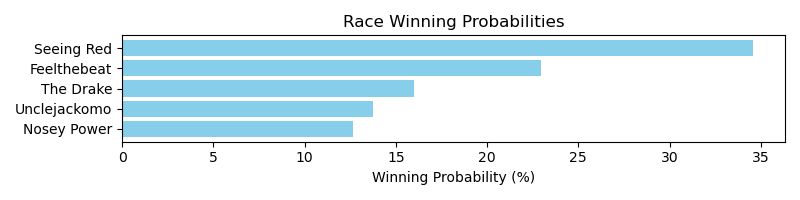 Race Winning Probabilities
Seeing Red
Feelthebeat
The Drake
Unclejackomo
Nosey Power
0 5 10 15 20 25 30 35
Winning Probability (%)